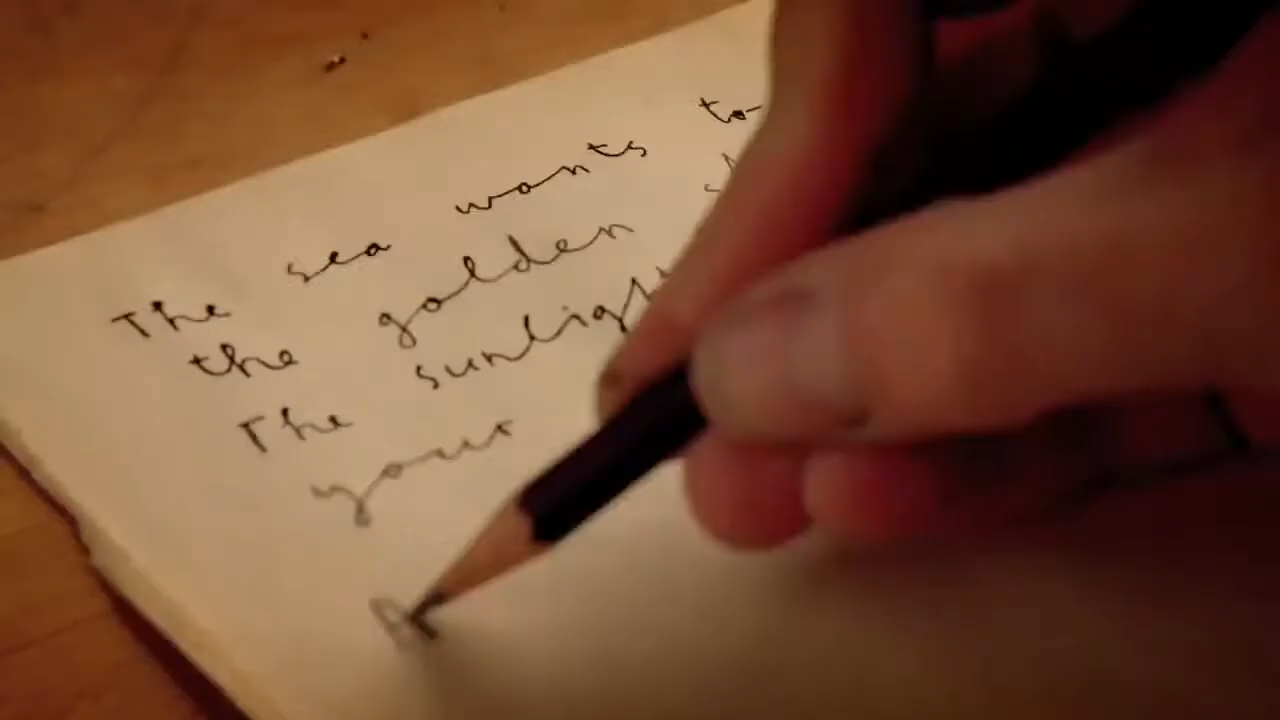 The sea wants to
the golden
The sunlight
your